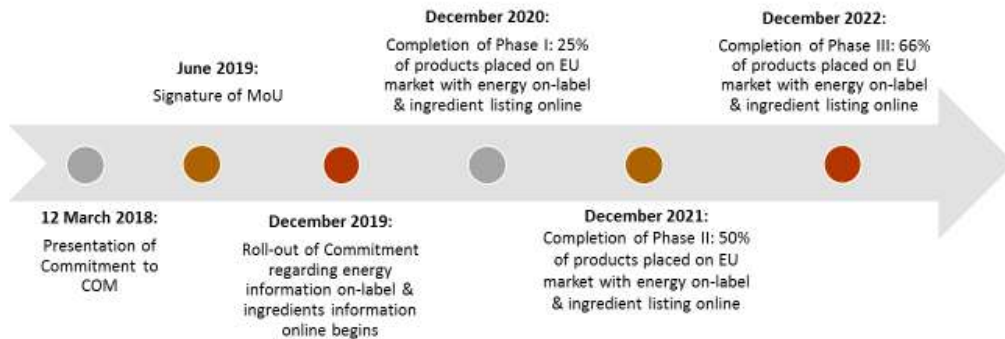 12 March 2018:
Presentation of
Commitment to
COM
June 2019:
Signature of MoU
December 2019:
Roll-out of Commitment
regarding energy
information on-label &
ingredients information
online begins
December 2020:
Completion of Phase I: 25%
of products placed on EU
market with energy on-label
& ingredient listing online
December 2021:
Completion of Phase II: 50%
of products placed on EU
market with energy on-label
& ingredient listing online
December 2022:
Completion of Phase III: 66%
of products placed on EU
market with energy on-label
& ingredient listing online